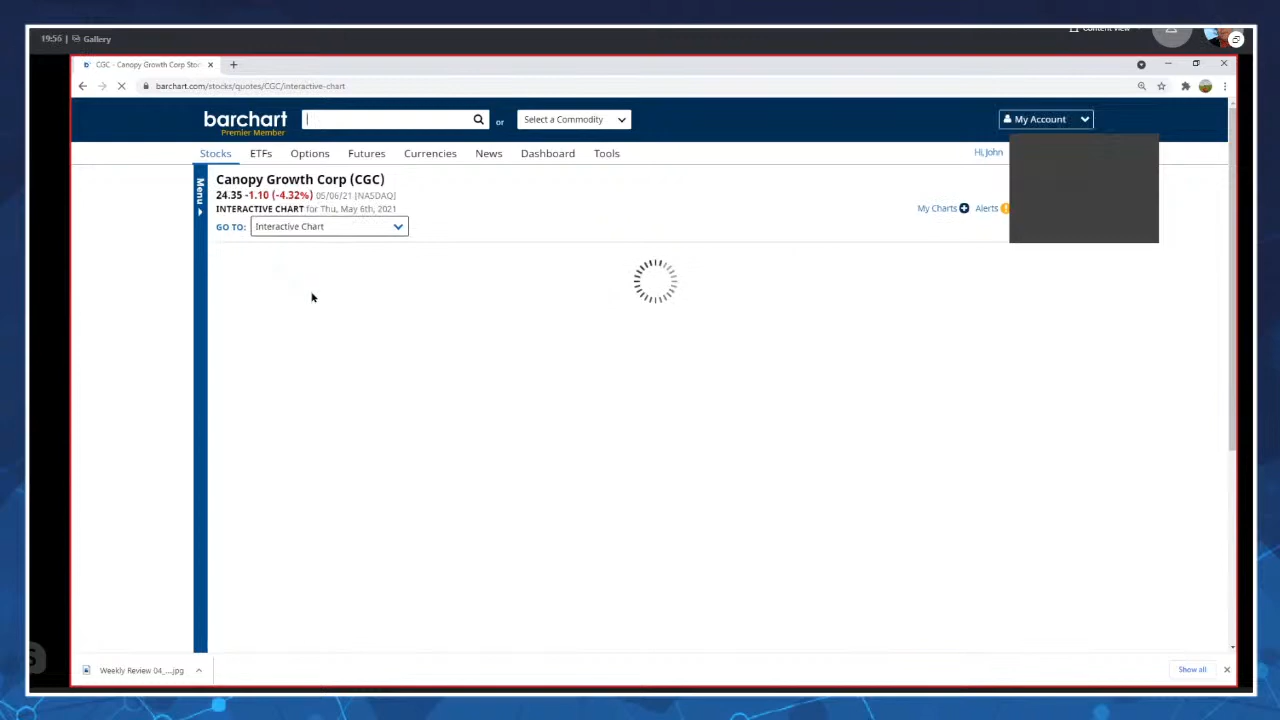 19:56 | Gallery
Content View
CGC - Canopy Growth Corp Stor
barchart.com/stocks/quotes/CGC/interactive-chart
barchart
Premier Member
or
Select a Commodity
My Account
Stocks ETFs Options Futures Currencies News Dashboard Tools
Hi, John
Menu
Canopy Growth Corp (CGC)
24.35 -1.10 (-4.32%) 05/06/21 [NASDAQ]
INTERACTIVE CHART for Thu, May 6th, 2021
My Charts Alerts
GO TO: Interactive Chart
S
Weekly Review 04_....jpg
Show all